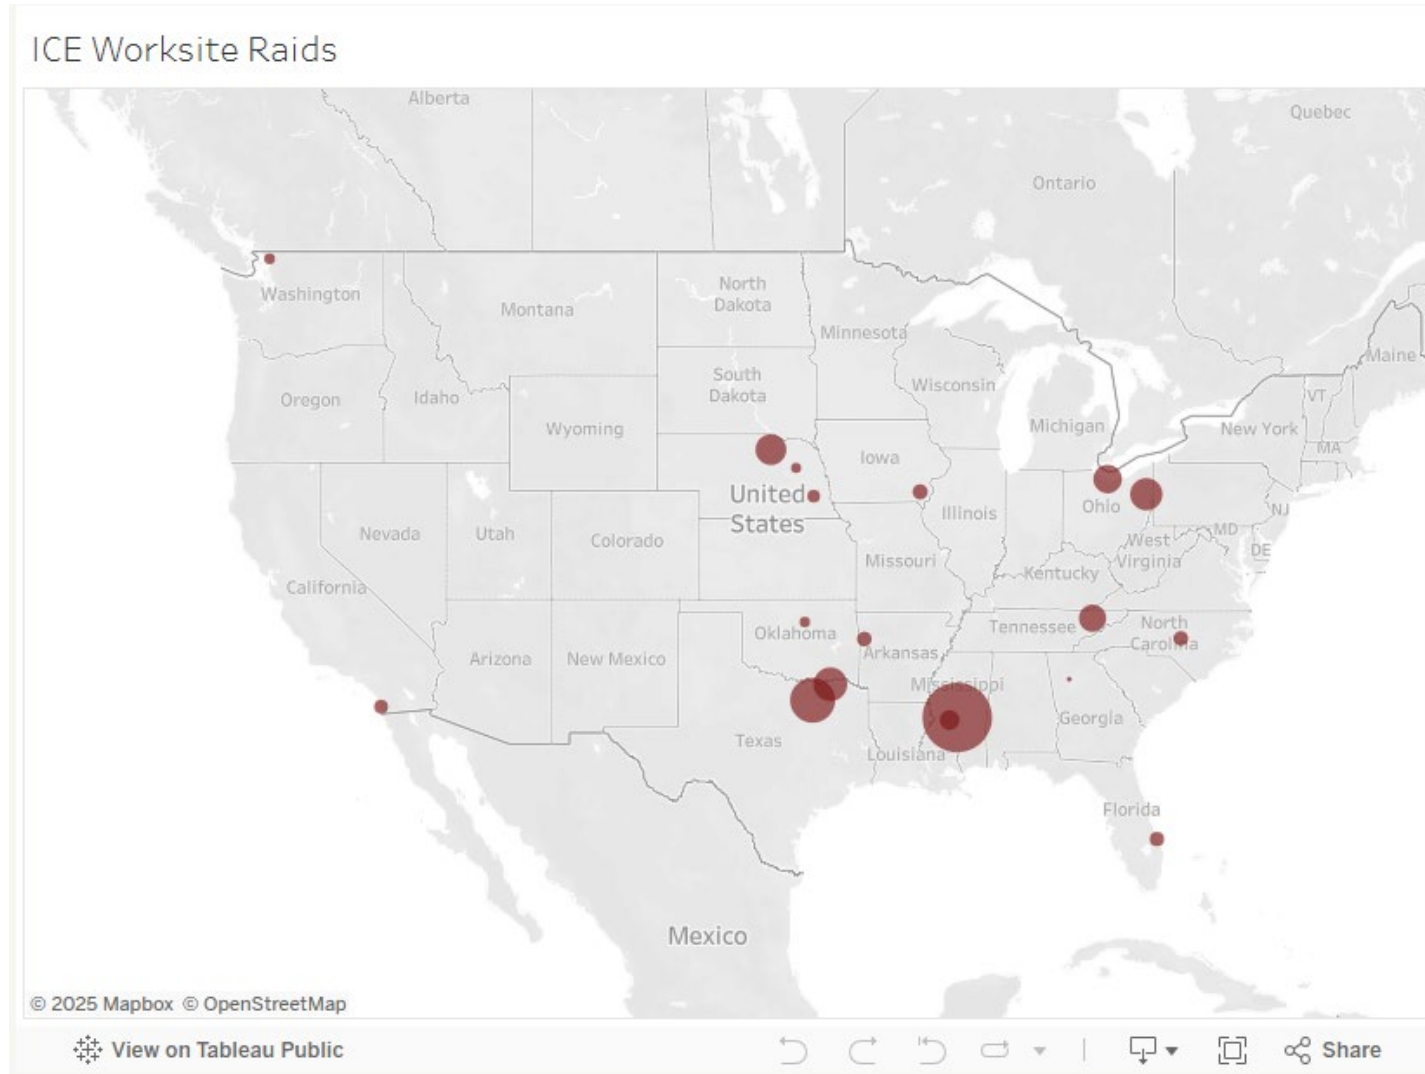 ICE Worksite Raids
Alberta
Quebec
Ontario
Washington
Montana
North
Dakota
Minnesota
Maine
South
Dakota
Wisconsin
VT
Oregon
Idaho
Wyoming
Michigan
New York
MA
Iowa
United
States
Illinois
Ohio
NJ
Nevada
Utah
Colorado
Missouri
West
Virginia
MD
DE
California
Kentucky
Oklahoma
Arkansas
Tennessee
North
Carolina
Arizona
New Mexico
Mississippi
Georgia
Texas
Louisiana
Florida
Mexico
© 2025 Mapbox © OpenStreetMap
View on Tableau Public
Share